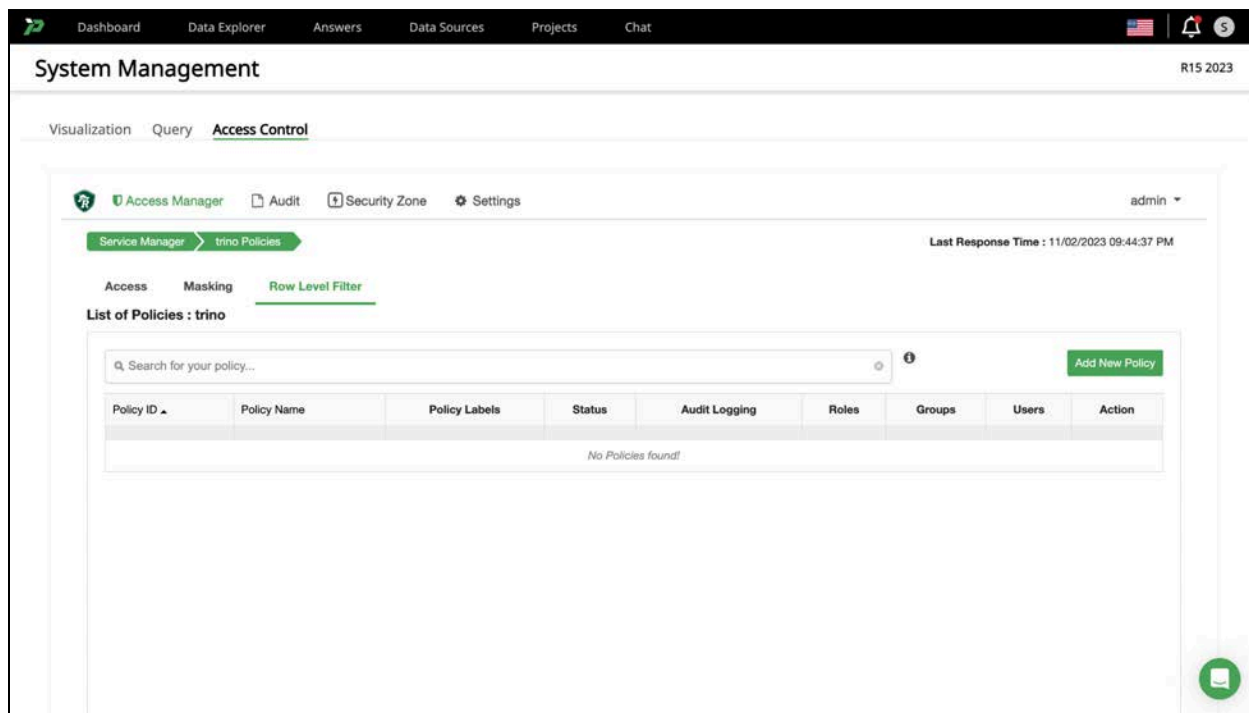 Dashboard Data Explorer Answers Data Sources Projects Chat S
System Management R15 2023
Visualization Query Access Control
Access Manager Audit Security Zone Settings admin
Service Manager trino Policies Last Response Time : 11/02/2023 09:44:37 PM
Access Masking Row Level Filter
List of Policies : trino
Search for your policy... Add New Policy
Policy ID Policy Name Policy Labels Status Audit Logging Roles Groups Users Action
No Policies found!